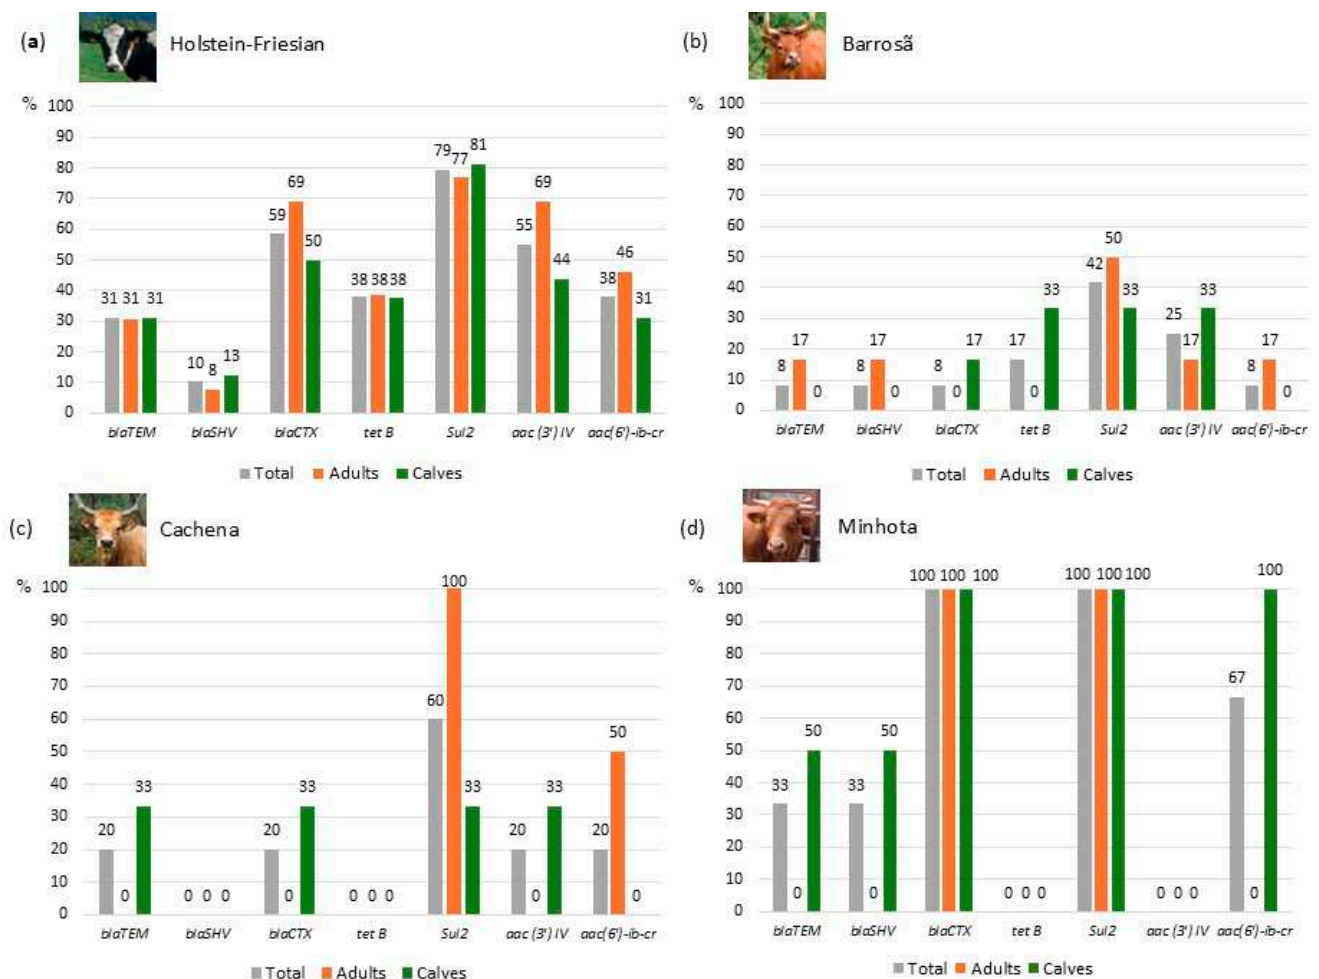 (a) Holstein-Friesian
% 100
90
80
70
60
50
40
30
20
10
0
31 31 31
10 8 13
59 69 50
38 38 38
79 77 81
55 69 44
38 46 31
blaTEM blaSHV blaCTX tet B Sul2 aac (3') IV aac(6')-ib-cr
Total Adults Calves
(b) Barrosã
% 100
90
80
70
60
50
40
30
20
10
0
8 17 0
8 17 0
8 0 17
17 0 33
42 50 33
25 17 33
8 17 0
blaTEM blaSHV blaCTX tet B Sul2 aac (3') IV aac(6')-ib-cr
Total Adults Calves
(c) Cachena
% 100
90
80
70
60
50
40
30
20
10
0
20 0 33
0 0 0
20 0 33
0 0 0
60 100 33
20 0 33
20 50 0
blaTEM blaSHV blaCTX tet B Sul2 aac (3') IV aac(6')-ib-cr
Total Adults Calves
(d) Minhota
% 100
90
80
70
60
50
40
30
20
10
0
33 0 50
33 0 50
100 100 100
0 0 0
100 100 100
0 0 0
67 0 100
blaTEM blaSHV blaCTX tet B Sul2 aac (3') IV aac(6')-ib-cr
Total Adults Calves